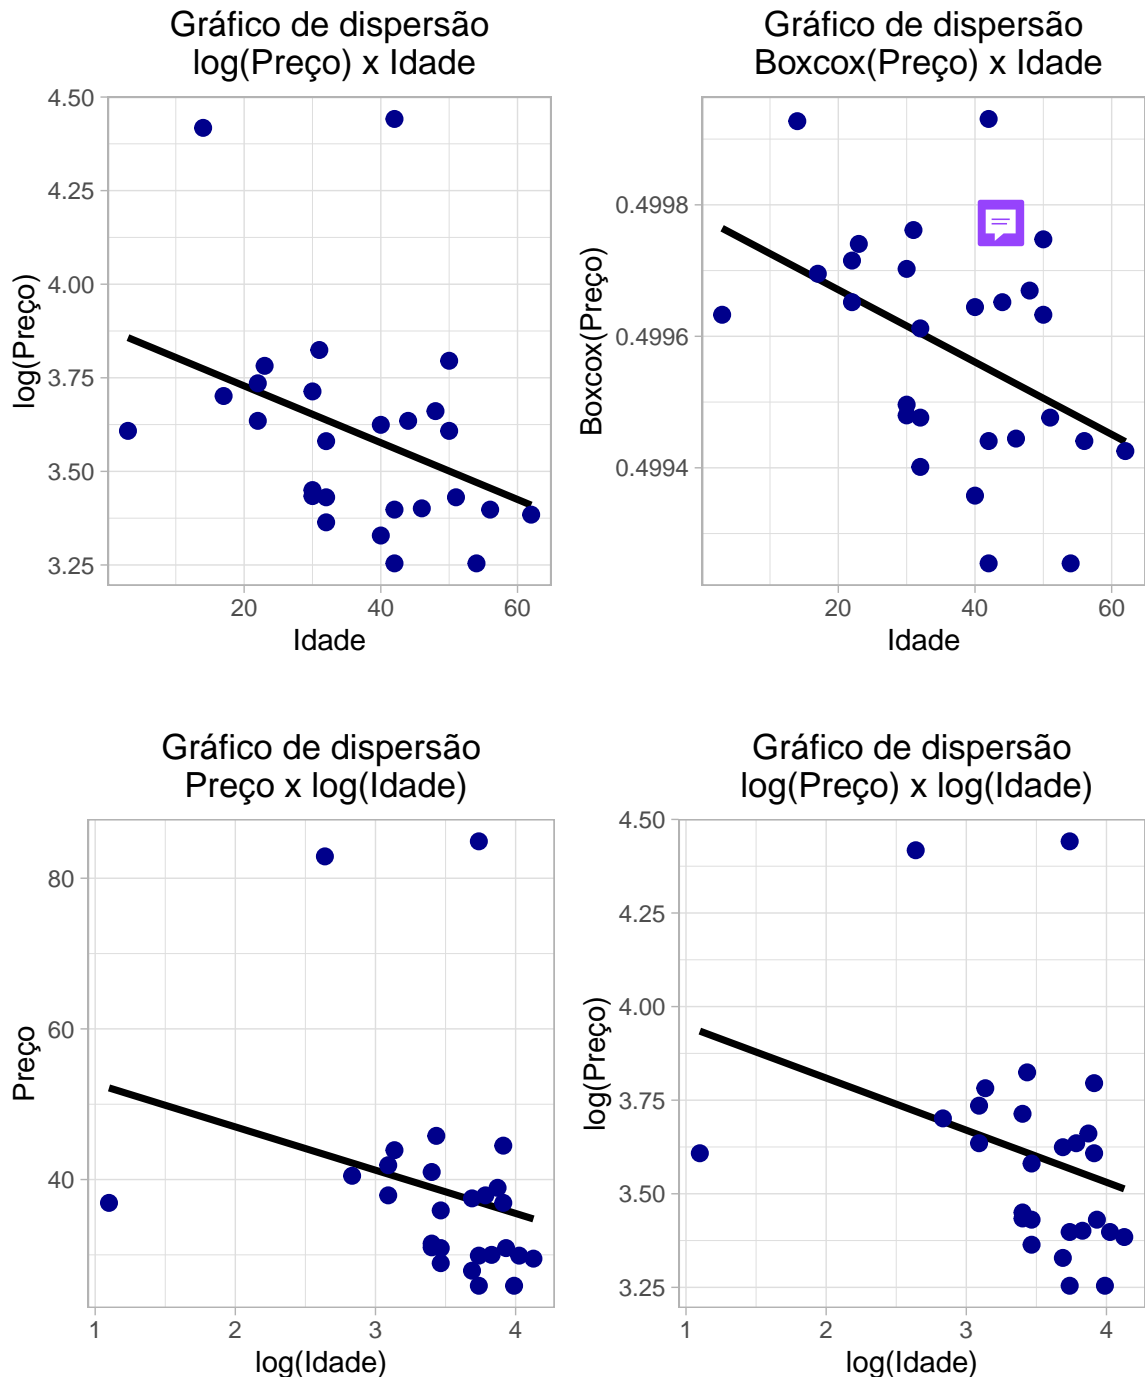 Gráfico de dispersão
log(Preço) x Idade
4.50
4.25
4.00
3.75
3.50
3.25
log(Preço)
20 40 60
Idade
Gráfico de dispersão
Boxcox(Preço) x Idade
0.4998
0.4996
0.4994
Boxcox(Preço)
20 40 60
Idade
Gráfico de dispersão
Preço x log(Idade)
80
60
40
Preço
1 2 3 4
log(Idade)
Gráfico de dispersão
log(Preço) x log(Idade)
4.50
4.25
4.00
3.75
3.50
3.25
log(Preço)
1 2 3 4
log(Idade)